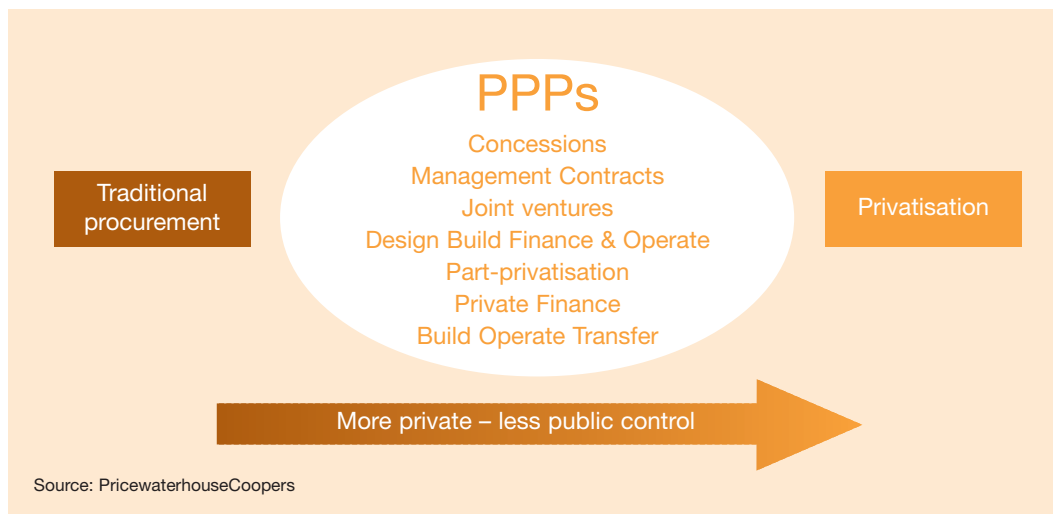 PPPs
Concessions
Management Contracts
Joint ventures
Design Build Finance & Operate
Part-privatisation
Private Finance
Build Operate Transfer
Traditional
procurement
Privatisation
More private – less public control
Source: PricewaterhouseCoopers